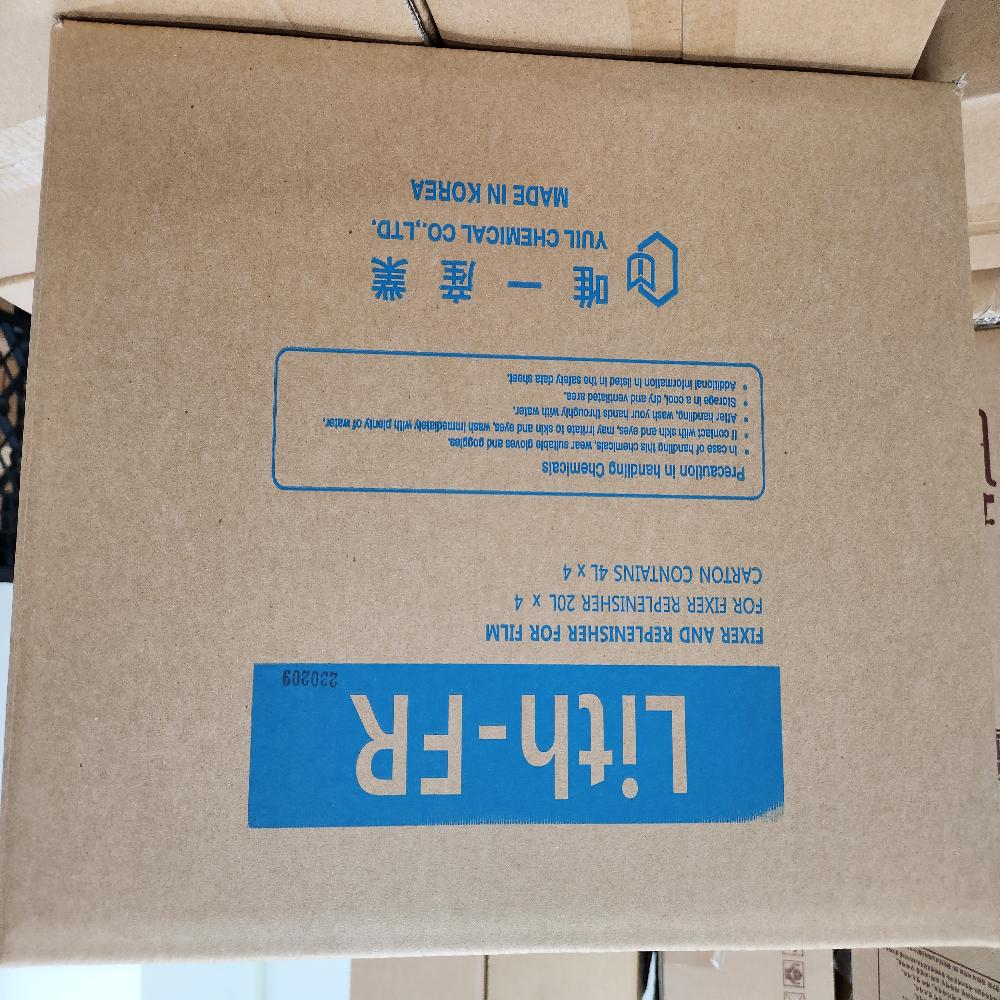 Lith-FR
230209
FIXER AND REPLENISHER FOR FILM
FOR FIXER REPLENISHER 20L x 4
CARTON CONTAINS 4L x 4
Precaution in handling Chemicals
• In case of handling this chemicals, wear suitable gloves and goggles.
• If contact with skin and eyes, may irritate to skin and eyes, wash immediately with plenty of water.
• After handling, wash your hands throughly with water.
• Storage in a cool, dry and ventilated area.
• Additional information in listed in the safety data sheet.
唯一産業
YUIL CHEMICAL CO.,LTD.
MADE IN KOREA